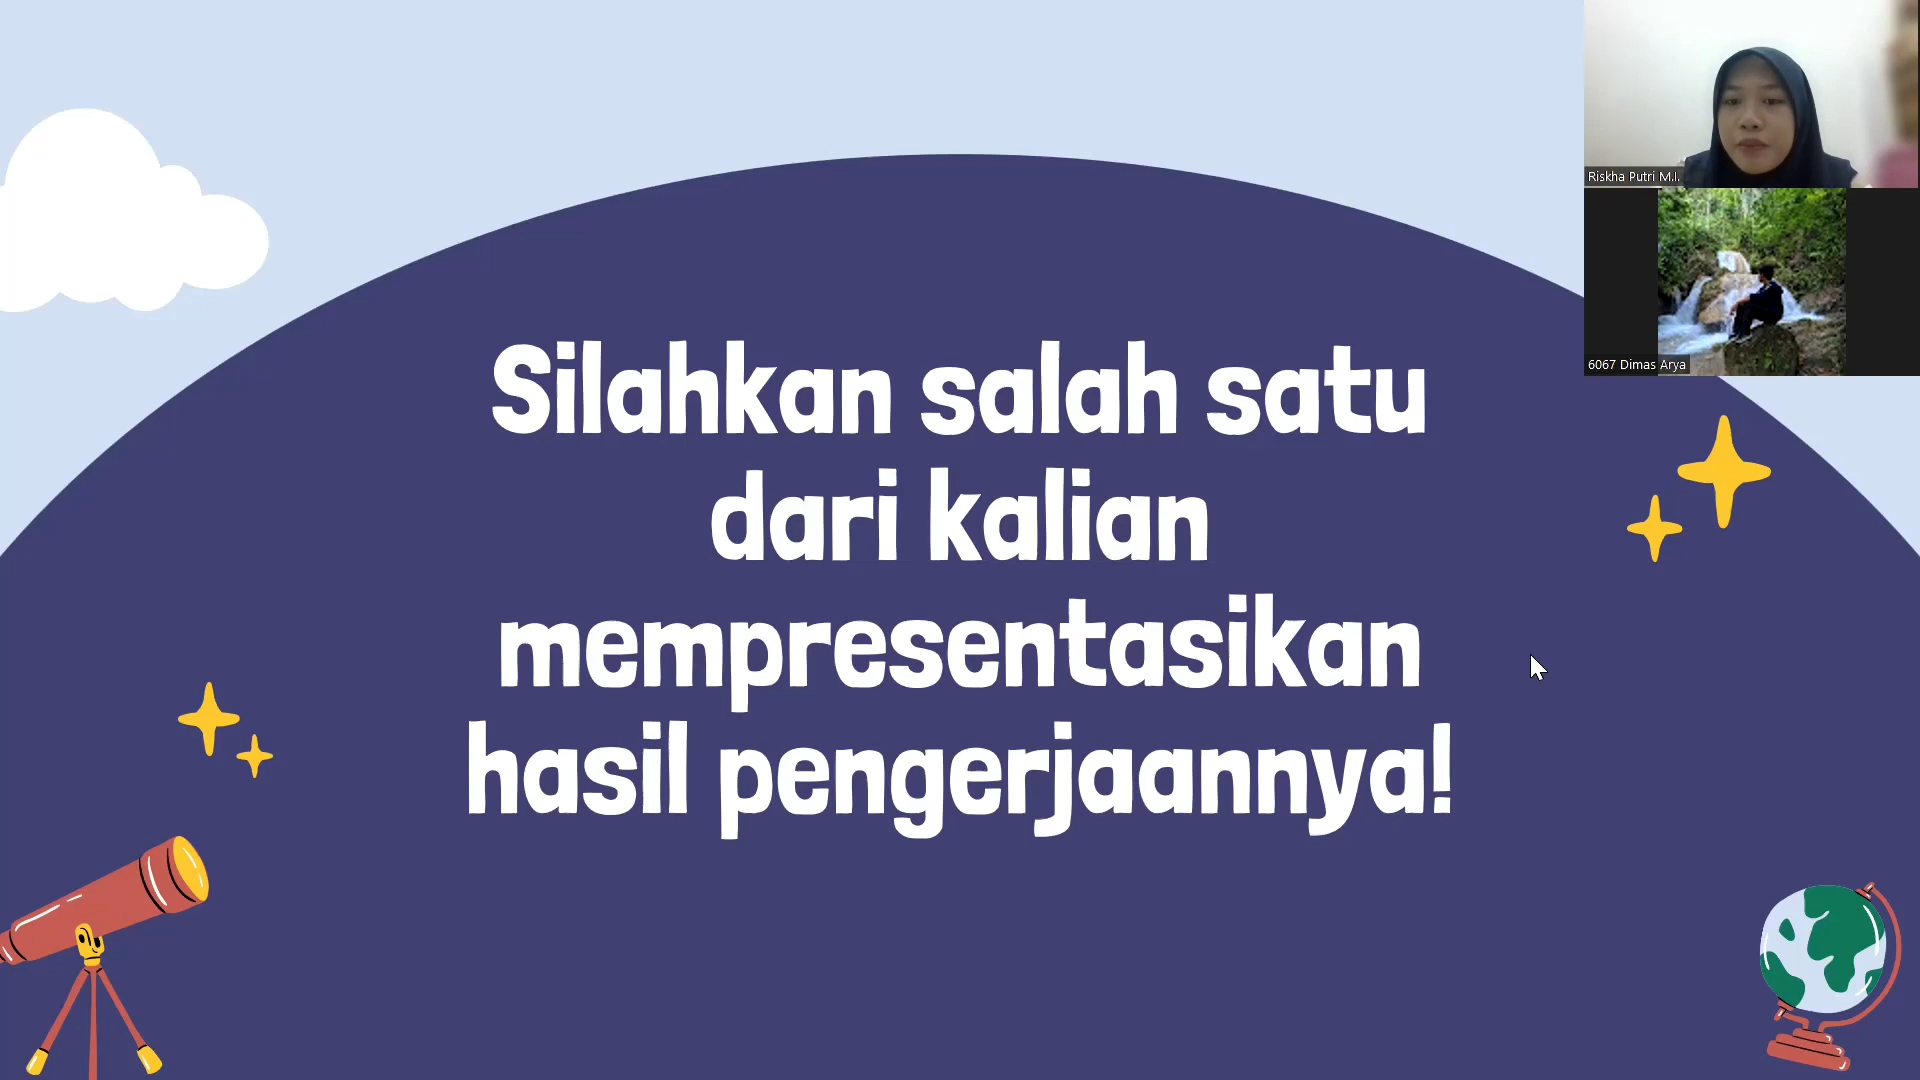 Silahkan salah satu
dari kalian
mempresentasikan
hasil pengerjaannya!
Riskha Putri M.I.
6067 Dimas Arya